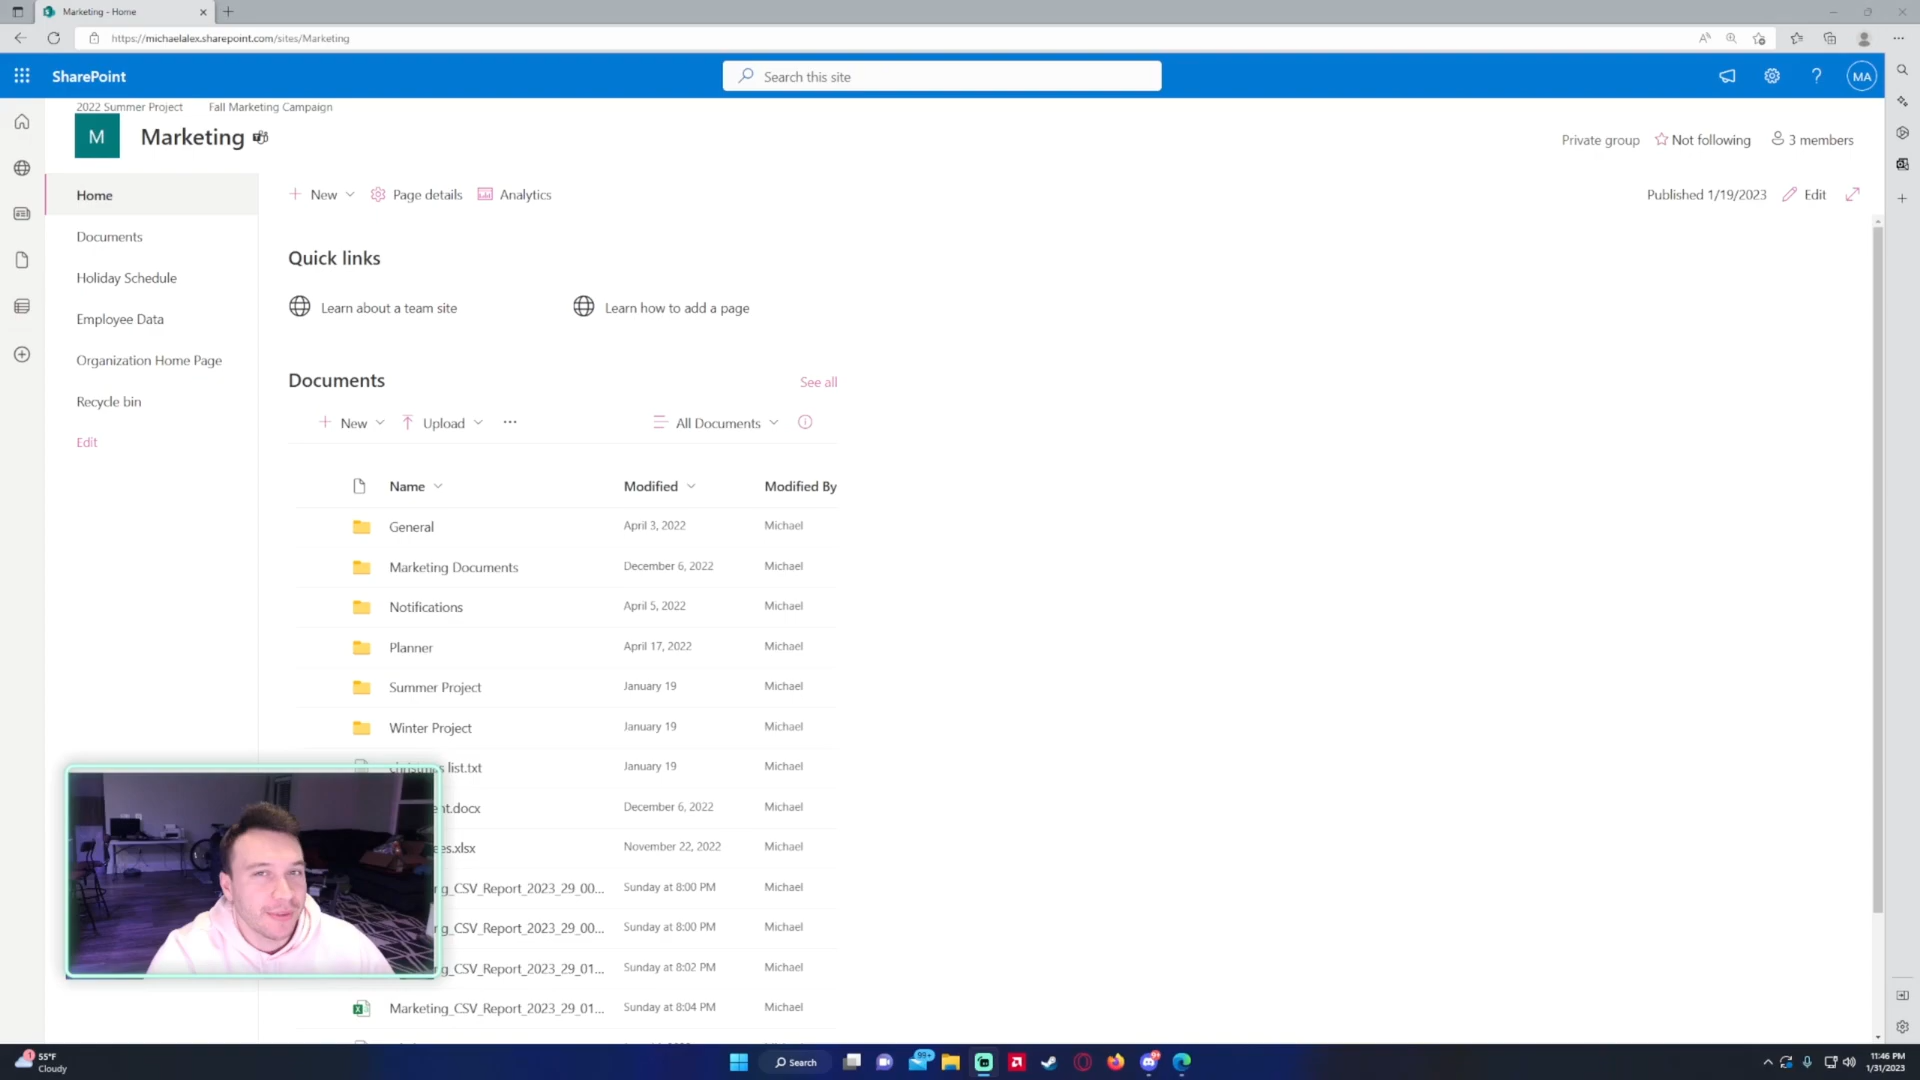 Marketing - Home
https://michaelalex.sharepoint.com/sites/Marketing
SharePoint
Search this site
MA
2022 Summer Project
Fall Marketing Campaign
M
Marketing
Private group
Not following
3 members
Home
Documents
Holiday Schedule
Employee Data
Organization Home Page
Recycle bin
Edit
New
Page details
Analytics
Published 1/19/2023
Edit
Quick links
Learn about a team site
Learn how to add a page
Documents
See all
New
Upload
All Documents
Name
Modified
Modified By
General
April 3, 2022
Michael
Marketing Documents
December 6, 2022
Michael
Notifications
April 5, 2022
Michael
Planner
April 17, 2022
Michael
Summer Project
January 19
Michael
Winter Project
January 19
Michael
list.txt
January 19
Michael
nt.docx
December 6, 2022
Michael
ees.xlsx
November 22, 2022
Michael
g_CSV_Report_2023_29_00...
Sunday at 8:00 PM
Michael
g_CSV_Report_2023_29_00...
Sunday at 8:00 PM
Michael
g_CSV_Report_2023_29_01...
Sunday at 8:02 PM
Michael
Marketing_CSV_Report_2023_29_01...
Sunday at 8:04 PM
Michael
55°F
Cloudy
Search
99+
11:46 PM
1/31/2023